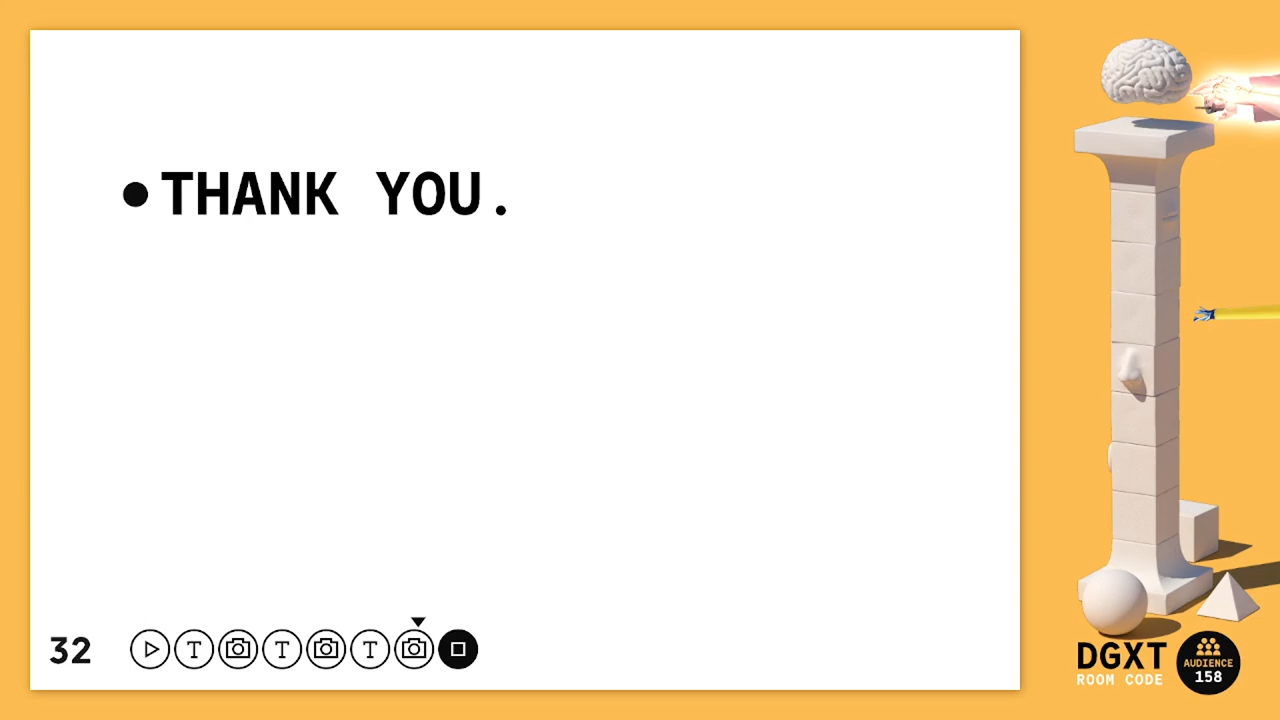 ● THANK YOU.
32
T
T
T
DGXT
ROOM CODE
AUDIENCE
158